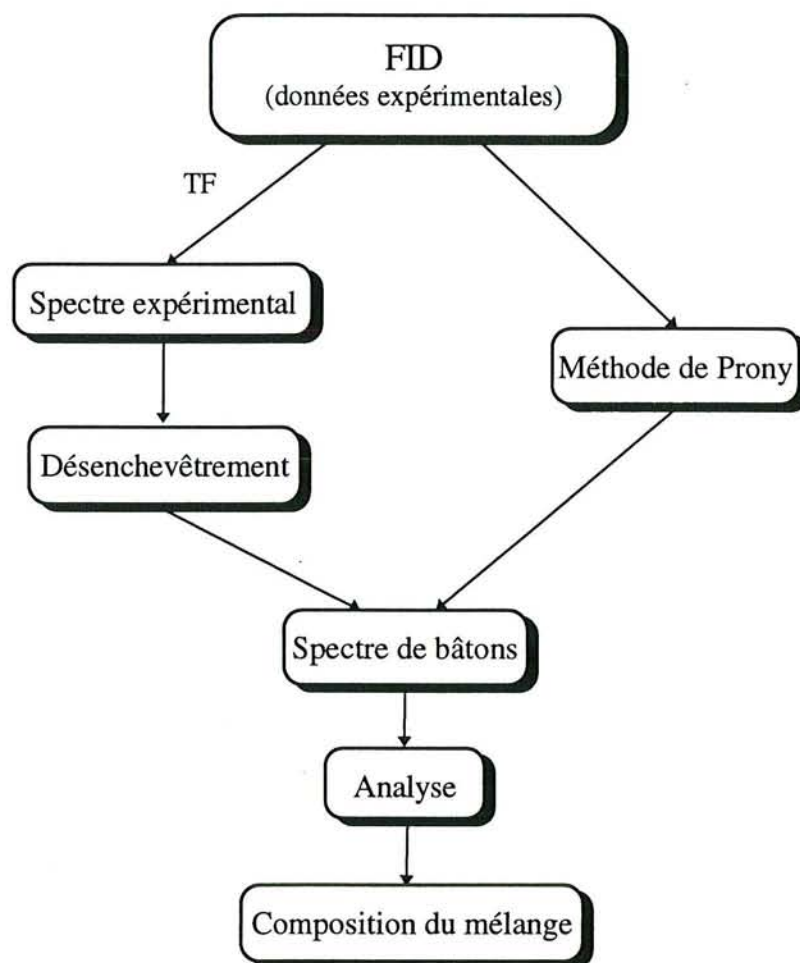 FID
(données expérimentales)
TF
Spectre expérimental
Méthode de Prony
Désenchevêtrement
Spectre de bâtons
Analyse
Composition du mélange